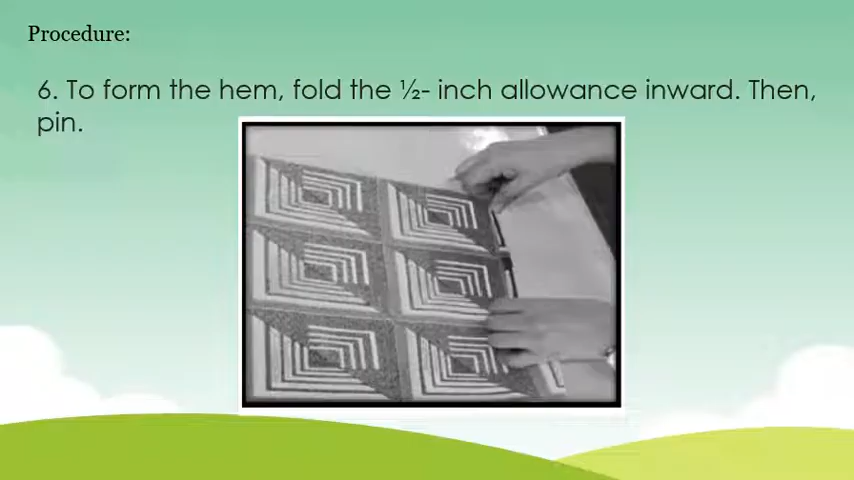 Procedure:
6. To form the hem, fold the ½- inch allowance inward. Then,
pin.